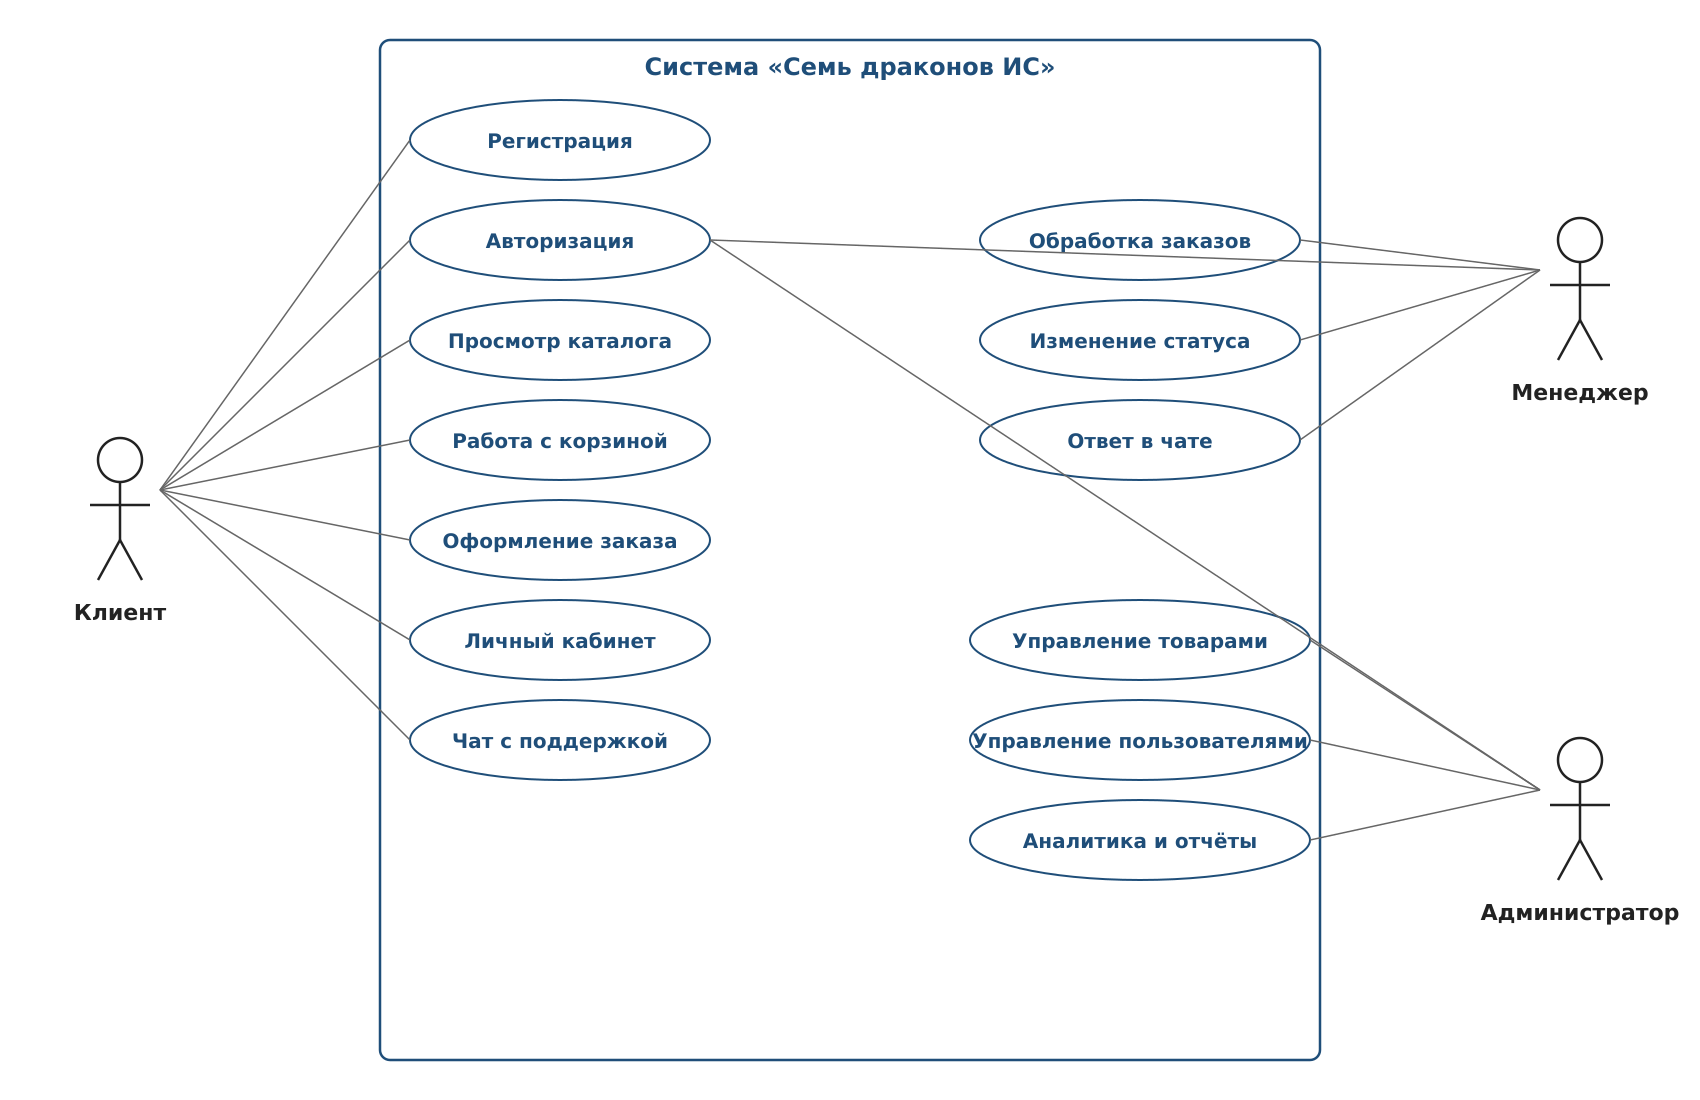 Система «Семь драконов ИС»
Регистрация
Авторизация
Просмотр каталога
Работа с корзиной
Оформление заказа
Личный кабинет
Чат с поддержкой
Обработка заказов
Изменение статуса
Ответ в чате
Управление товарами
Управление пользователями
Аналитика и отчёты
Клиент
Менеджер
Администратор